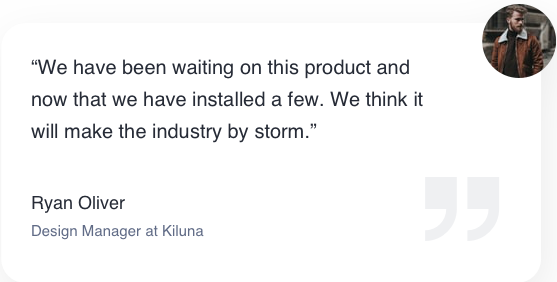 “We have been waiting on this product and
now that we have installed a few. We think it
will make the industry by storm.”
Ryan Oliver
Design Manager at Kiluna